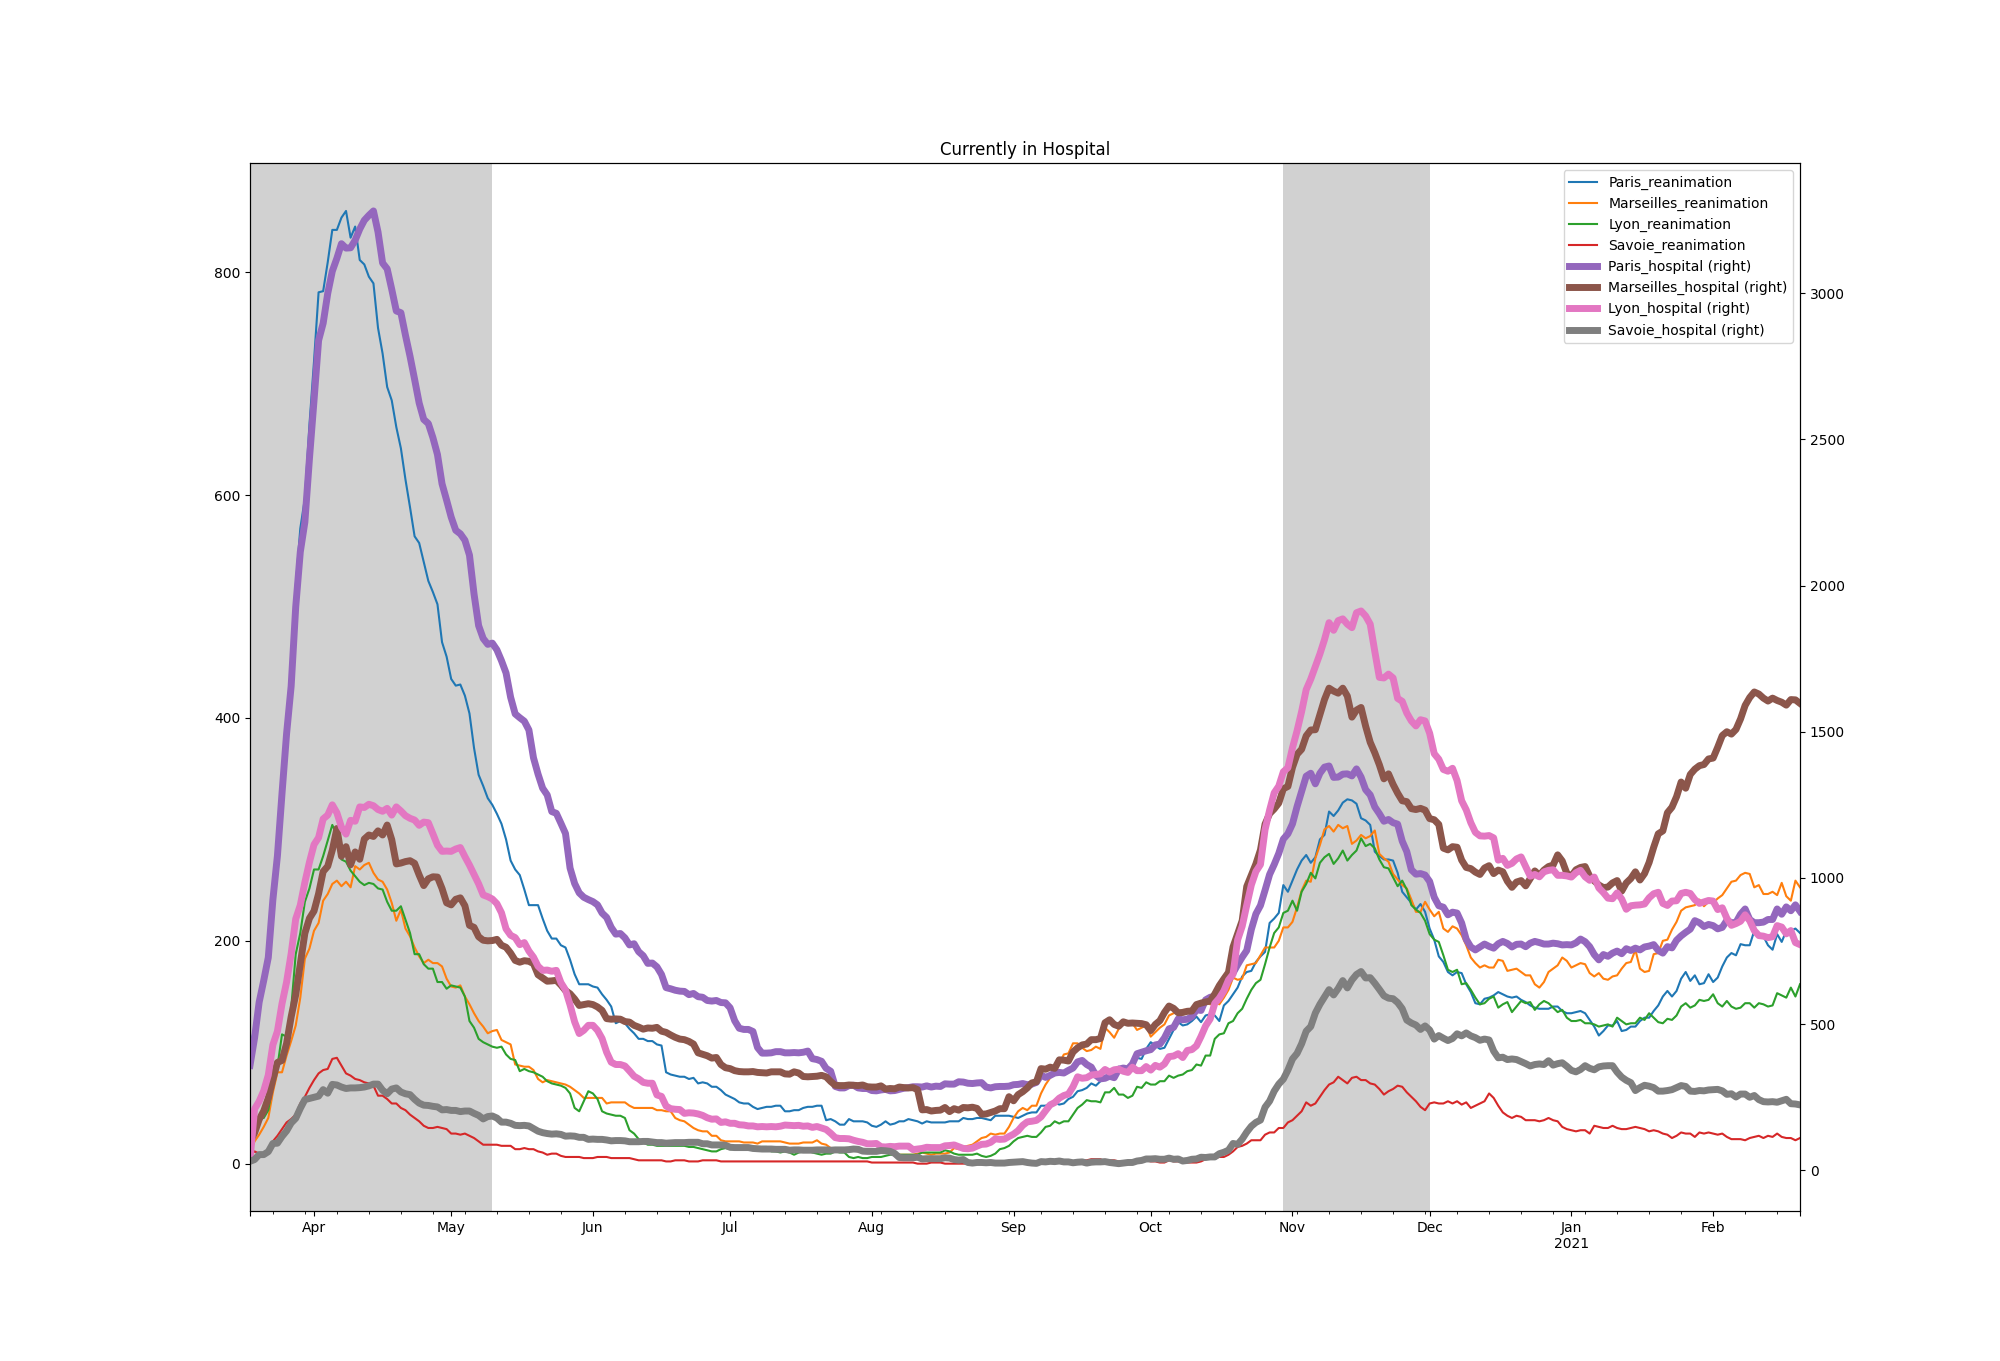 Currently in Hospital
Paris_reanimation
Marseilles_reanimation
Lyon_reanimation
Savoie_reanimation
Paris_hospital (right)
Marseilles_hospital (right)
Lyon_hospital (right)
Savoie_hospital (right)
800
600
400
200
0
3000
2500
2000
1500
1000
500
0
Apr May Jun Jul Aug Sep Oct Nov Dec Jan Feb
2021